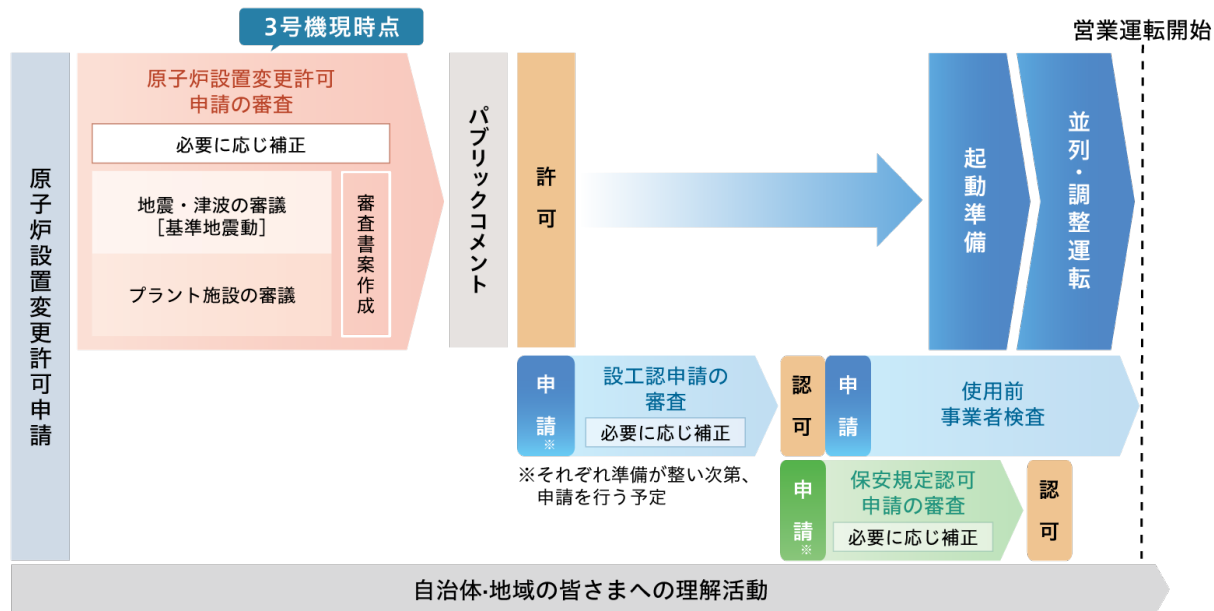 3号機現時点
営業運転開始
原子炉設置変更許可申請
原子炉設置変更許可
申請の審査
必要に応じ補正
地震・津波の審議
［基準地震動］
プラント施設の審議
審査書案作成
パブリックコメント
許可
起動準備
並列・調整運転
申請※
設工認申請の
審査
必要に応じ補正
認可
申請
使用前
事業者検査
※それぞれ準備が整い次第、
申請を行う予定
申請※
保安規定認可
申請の審査
必要に応じ補正
認可
自治体・地域の皆さまへの理解活動